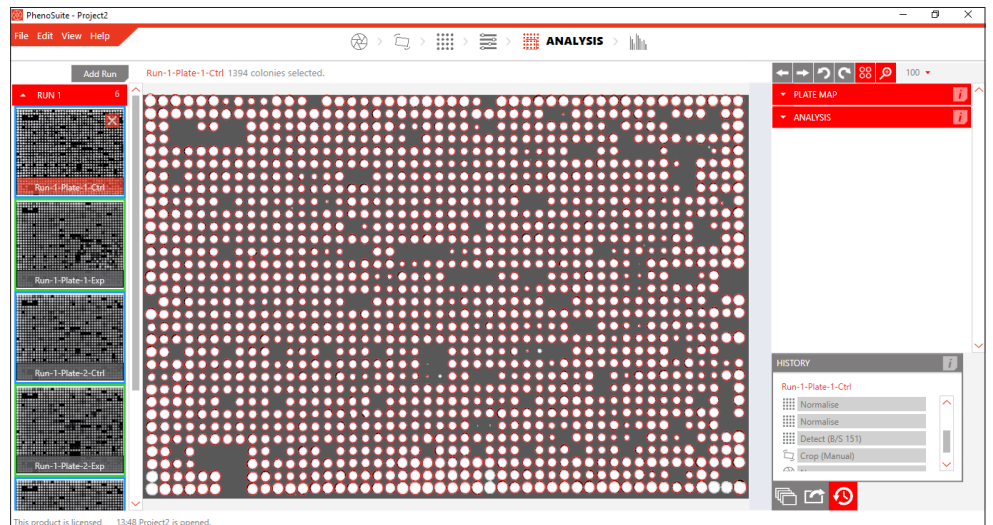 PhenoSuite - Project2
File Edit View Help
ANALYSIS
Add Run
Run-1-Plate-1-Ctrl 1394 colonies selected.
100
RUN 1 6
PLATE MAP
ANALYSIS
Run-1-Plate-1-Ctrl
Run-1-Plate-1-Exp
Run-1-Plate-2-Ctrl
Run-1-Plate-2-Exp
HISTORY
Run-1-Plate-1-Ctrl
Normalise
Normalise
Detect (B/S 151)
Crop (Manual)
This product is licensed 13:48 Project2 is opened.